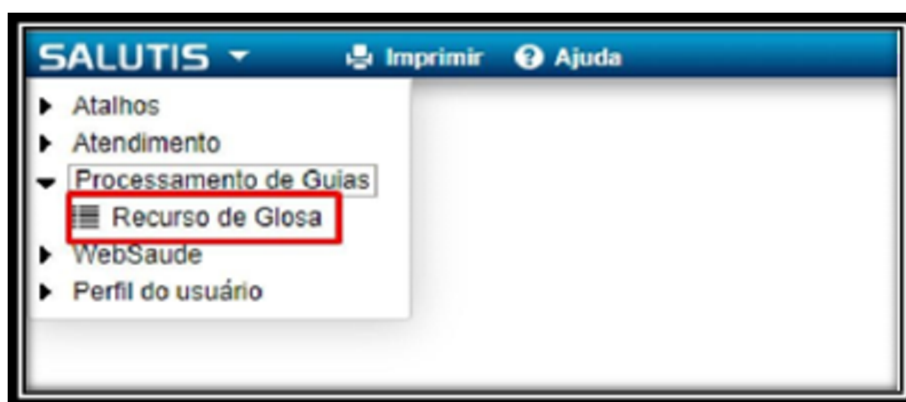 SALUTIS Imprimir Ajuda
Atalhos
Atendimento
Processamento de Guias
Recurso de Glosa
WebSaude
Perfil do usuário